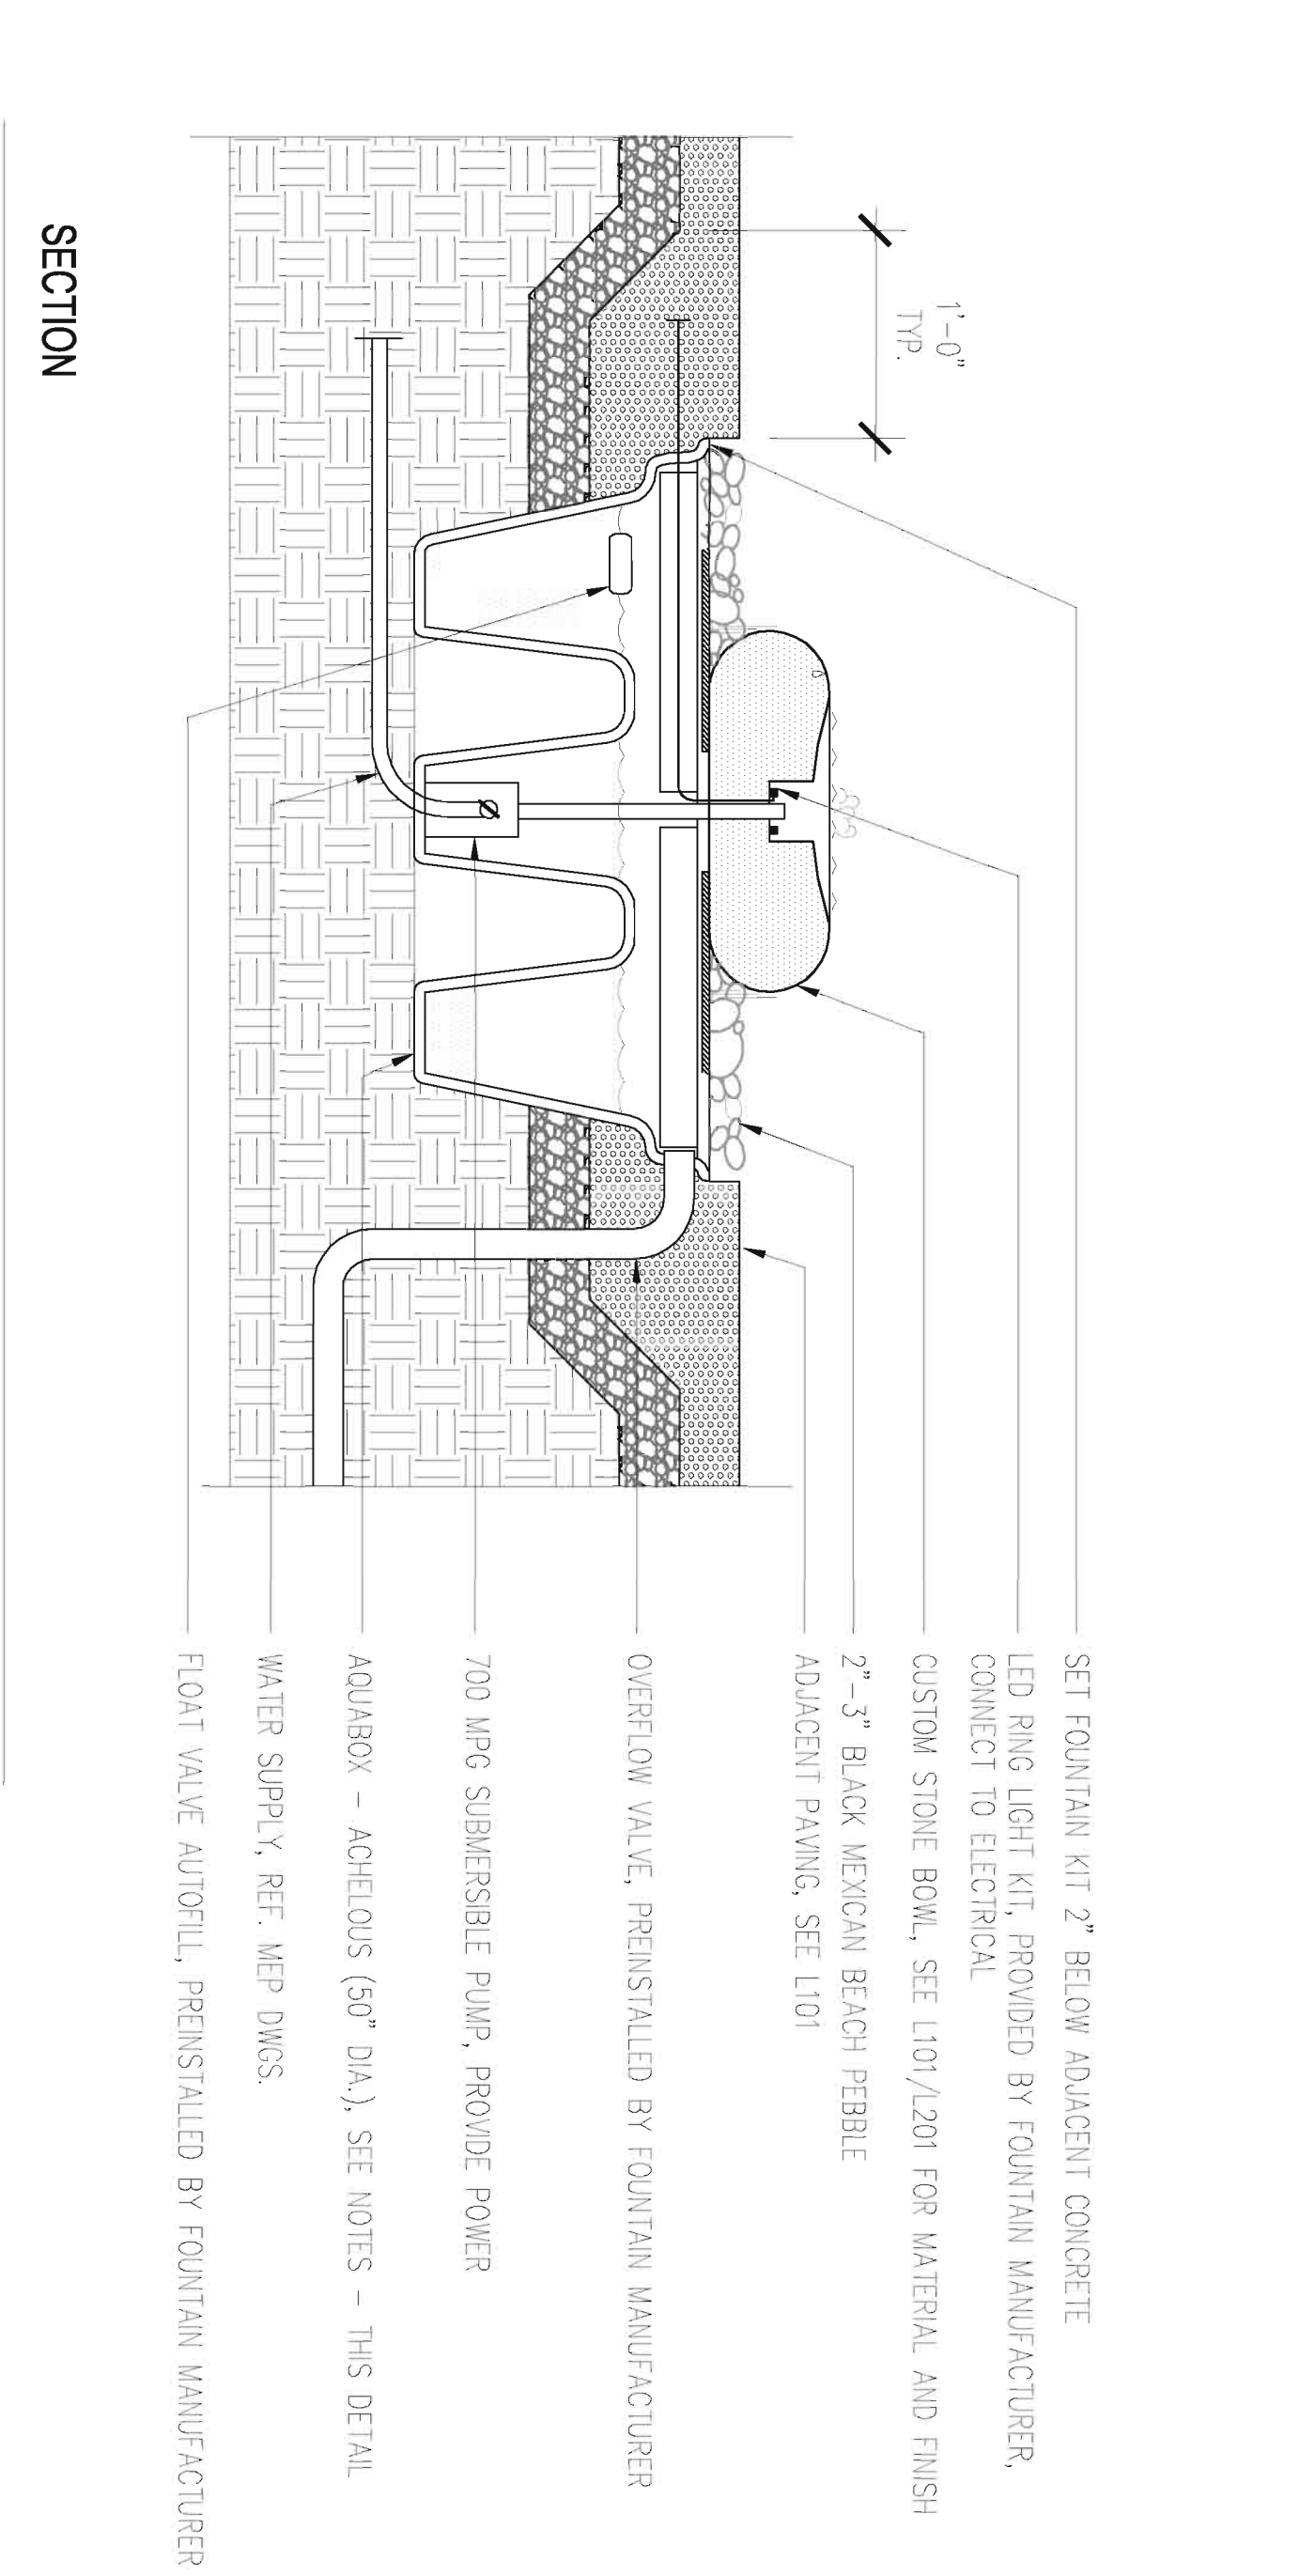 1'-0"
TYP.
SET FOUNTAIN KIT 2" BELOW ADJACENT CONCRETE
LED RING LIGHT KIT, PROVIDED BY FOUNTAIN MANUFACTURER,
CONNECT TO ELECTRICAL
CUSTOM STONE BOWL, SEE L101/L201 FOR MATERIAL AND FINISH
2"-3" BLACK MEXICAN BEACH PEBBLE
ADJACENT PAVING, SEE L101
OVERFLOW VALVE, PREINSTALLED BY FOUNTAIN MANUFACTURER
700 MPG SUBMERSIBLE PUMP, PROVIDE POWER
AQUABOX - ACHELOUS (50" DIA.), SEE NOTES - THIS DETAIL
WATER SUPPLY, REF. MEP DWGS.
FLOAT VALVE AUTOFILL, PREINSTALLED BY FOUNTAIN MANUFACTURER
SECTION